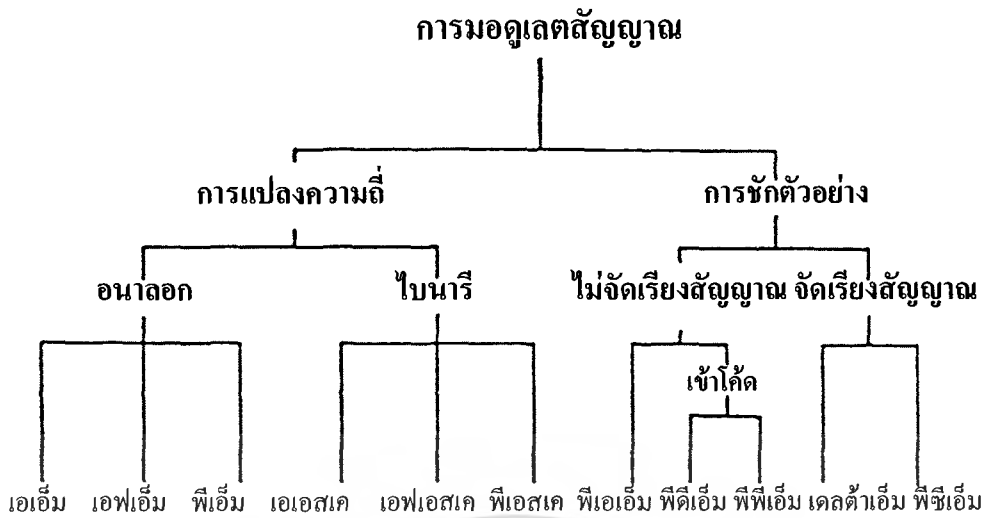 การมอดูเลตสัญญาณ
การแปลงความถี่ การชักตัวอย่าง
อนาลอก ไบนารี ไม่จัดเรียงสัญญาณ จัดเรียงสัญญาณ
เข้าโค้ด
เอเอ็ม เอฟเอ็ม พีเอ็ม เอเอสเค เอฟเอสเค พีเอสเค พีเอเอ็ม พีดีเอ็ม พีพีเอ็ม เดลต้าเอ็ม พีซีเอ็ม